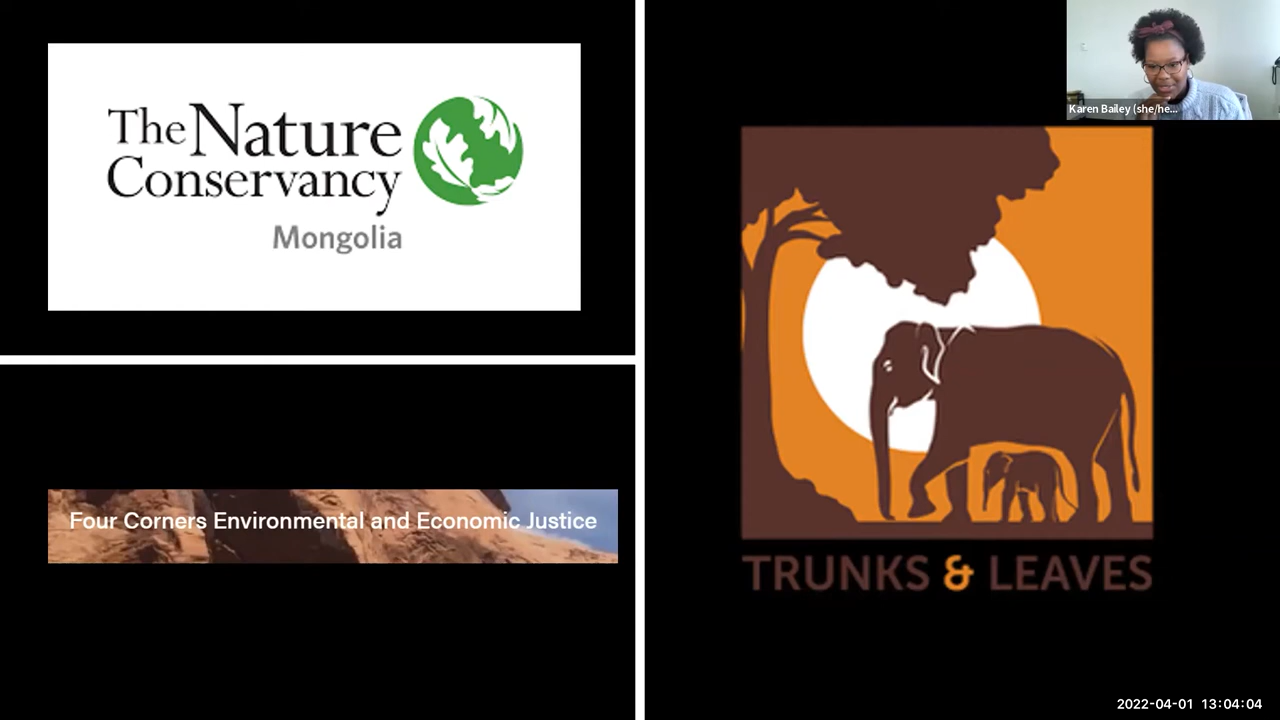 The Nature
Conservancy
Mongolia
Karen Bailey (she/he...
Four Corners Environmental and Economic Justice
TRUNKS & LEAVES
2022-04-01 13:04:04